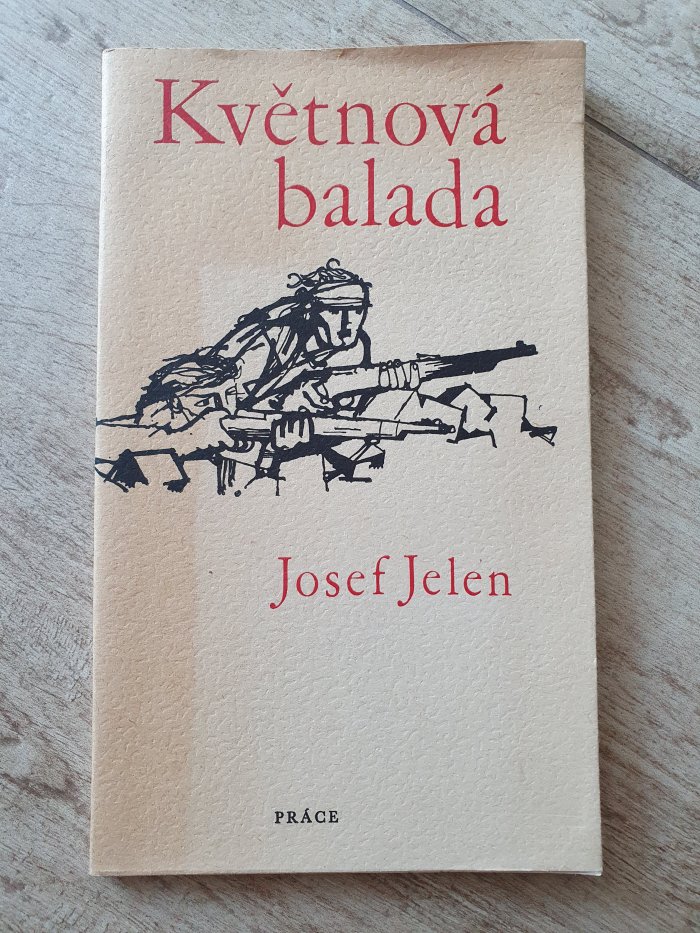 Květnová
balada
Josef Jelen
PRÁCE